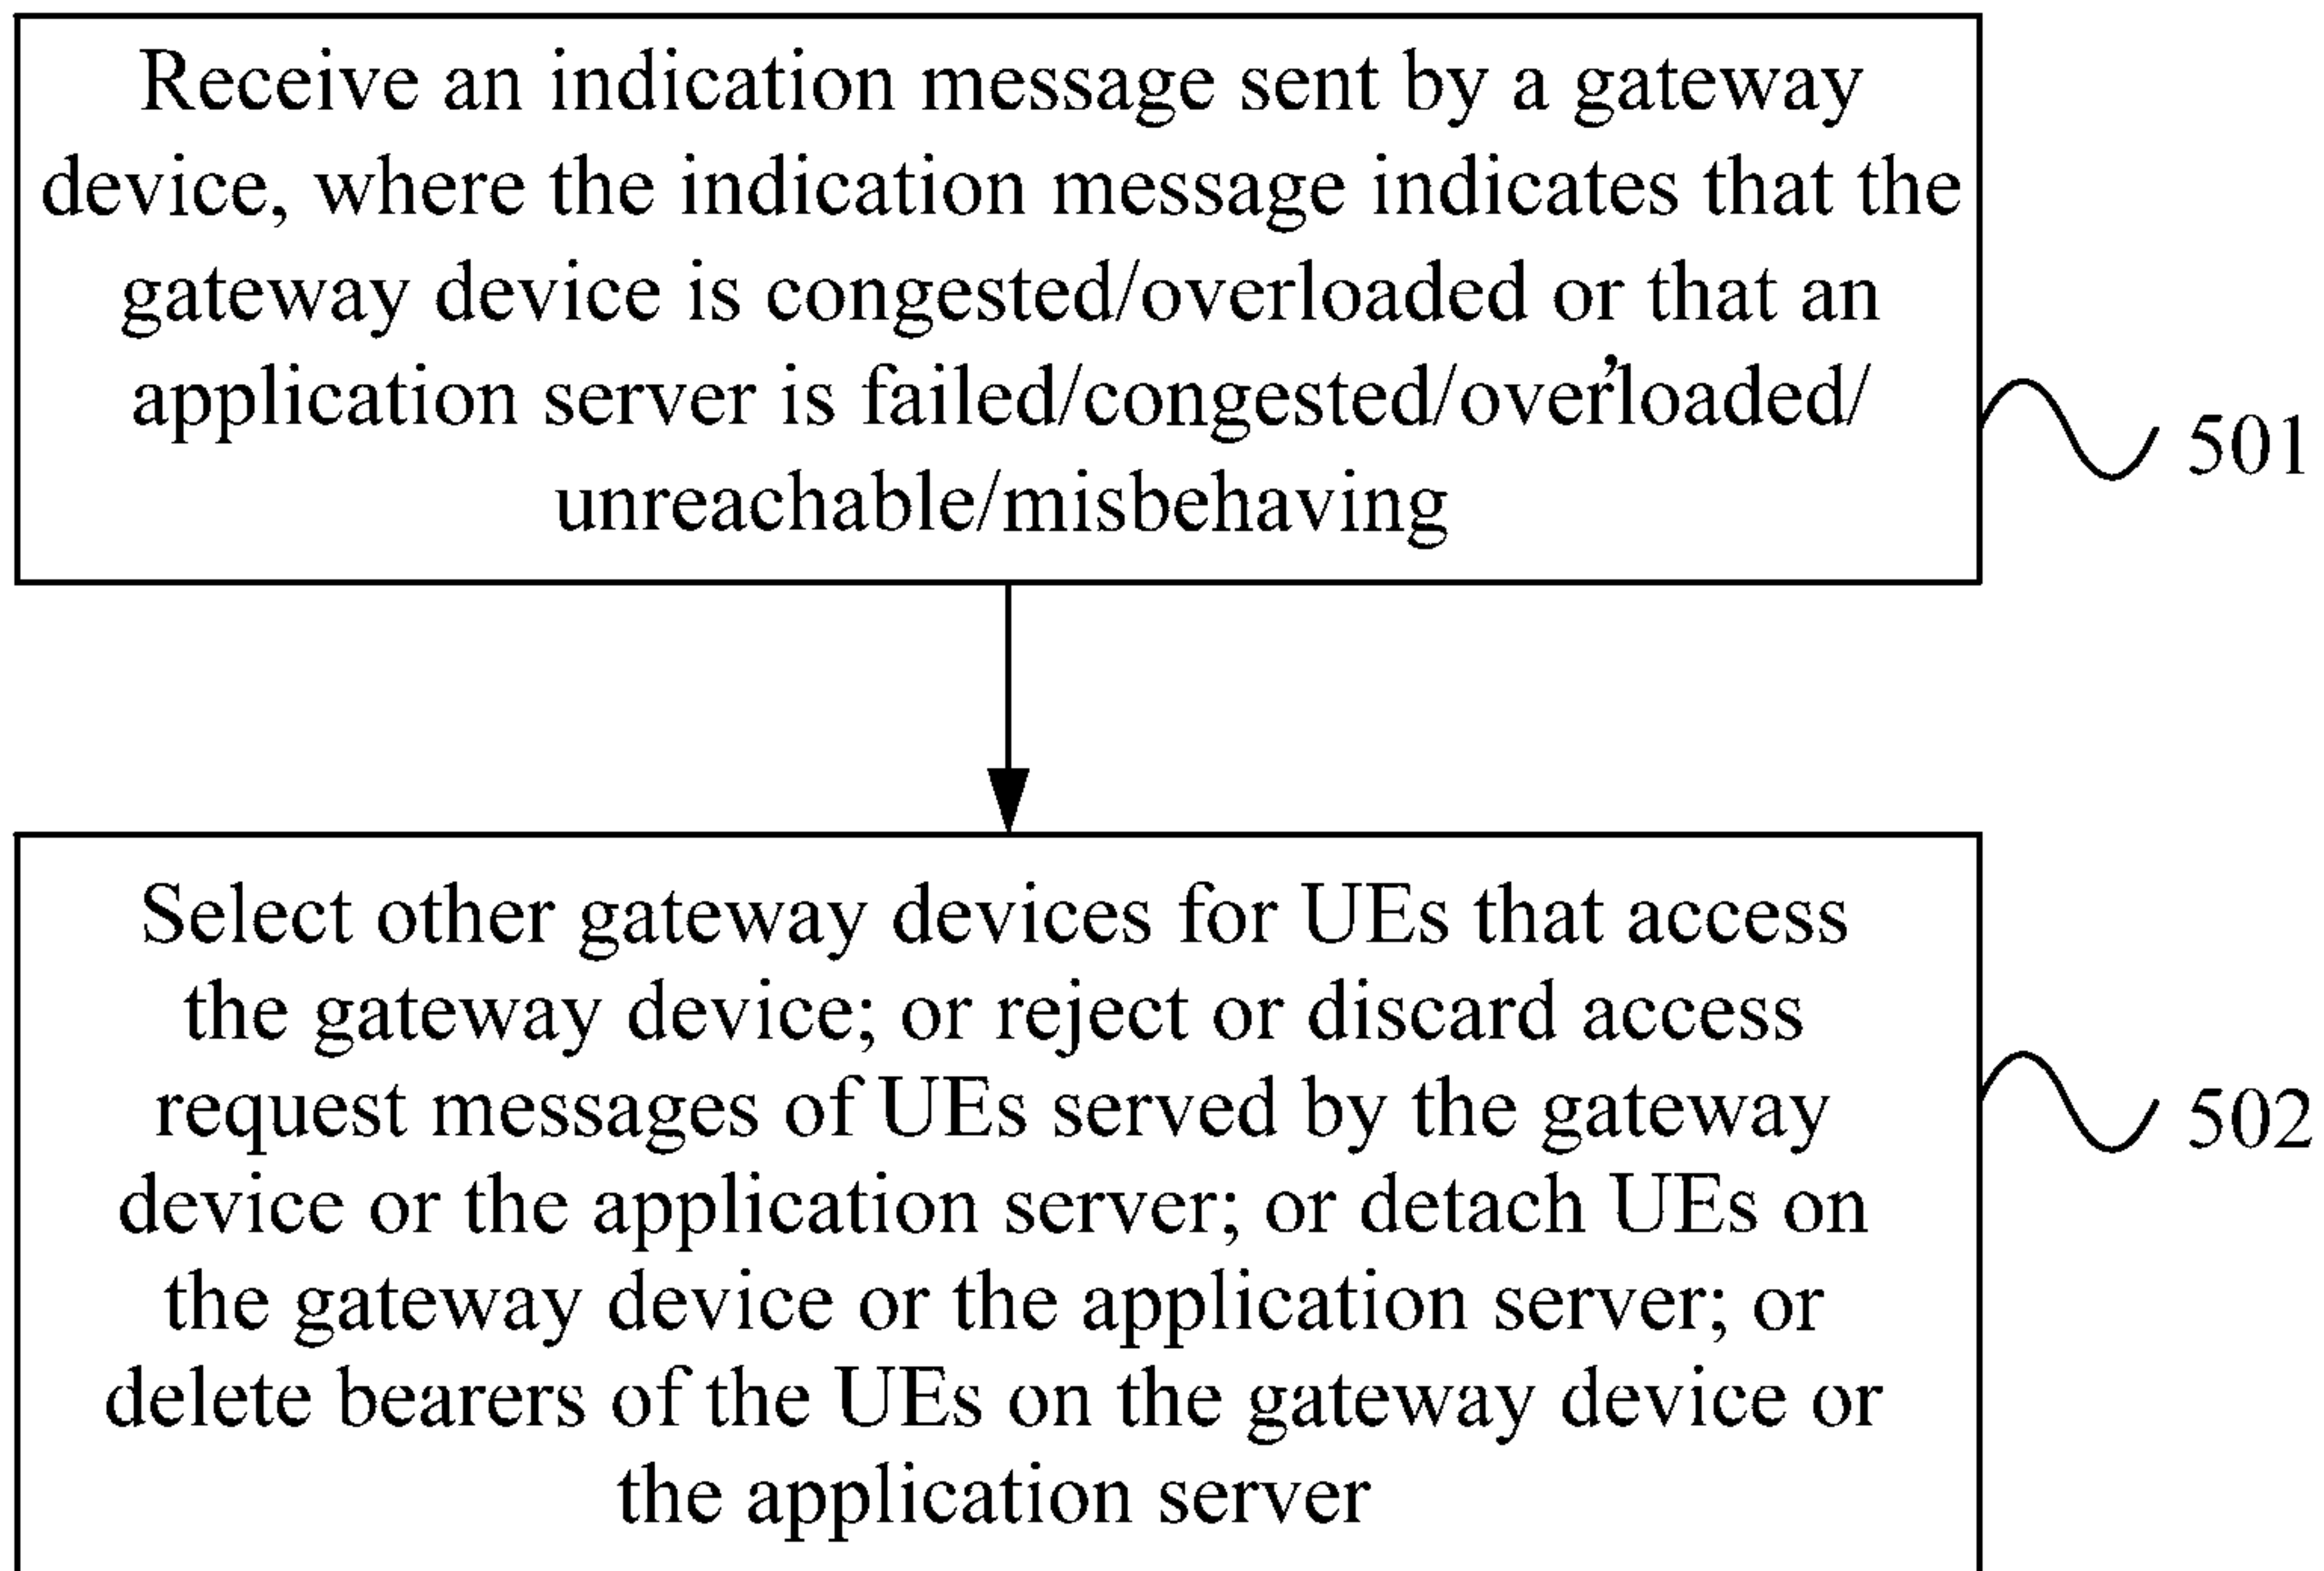 Receive an indication message sent by a gateway
device, where the indication message indicates that the
gateway device is congested/overloaded or that an
application server is failed/congested/over'loaded/
unreachable/misbehaving
501
Select other gateway devices for UEs that access
the gateway device; or reject or discard access
request messages of UEs served by the gateway
device or the application server; or detach UEs on
the gateway device or the application server; or
delete bearers of the UEs on the gateway device or
the application server
502